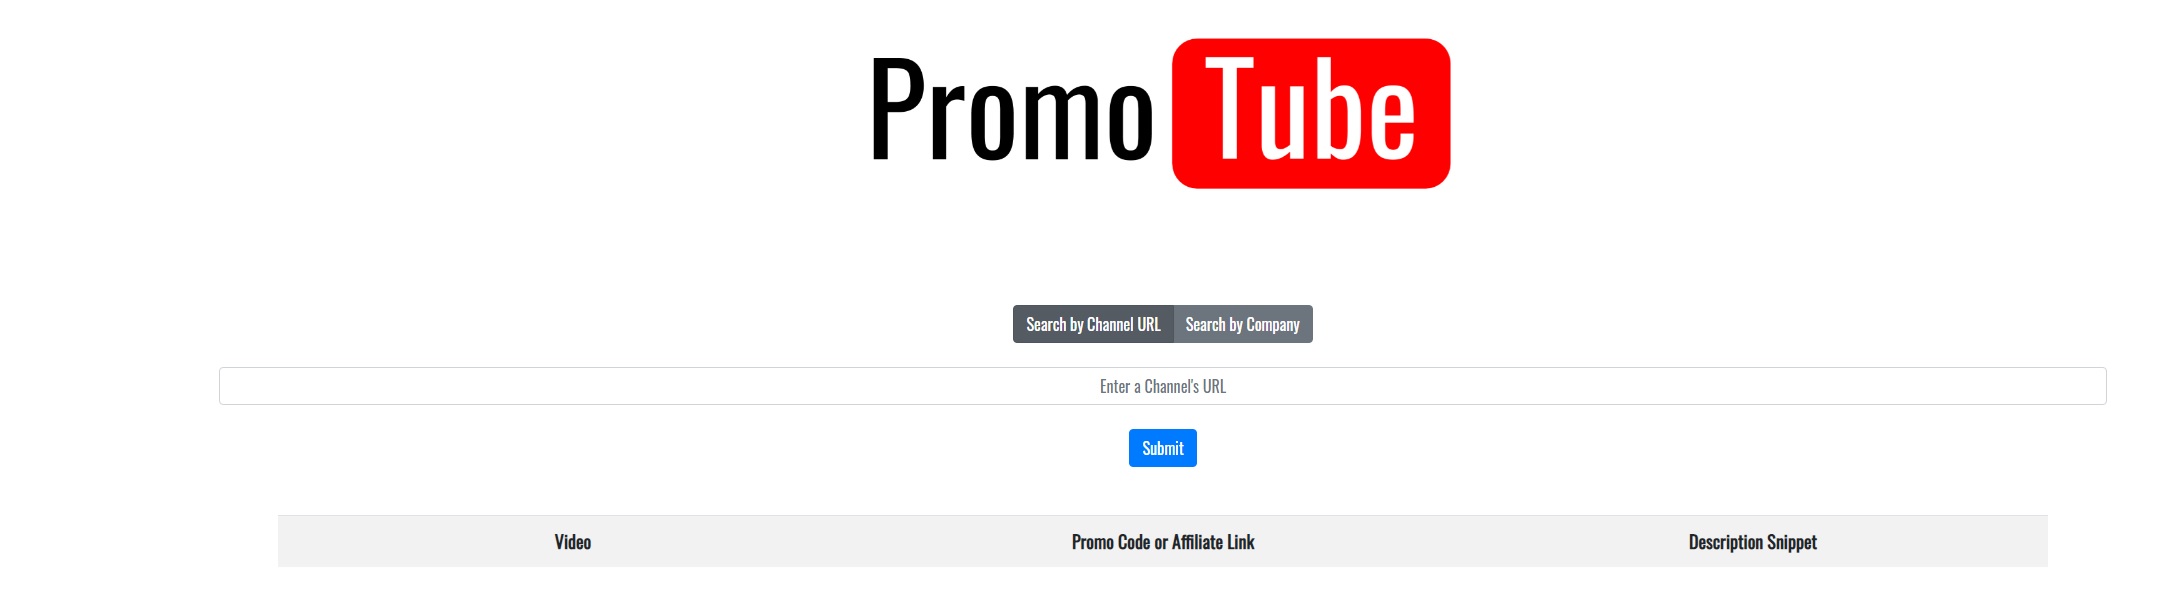 Promo Tube
Search by Channel URL Search by Company
Enter a Channel's URL
Submit
Video Promo Code or Affiliate Link Description Snippet